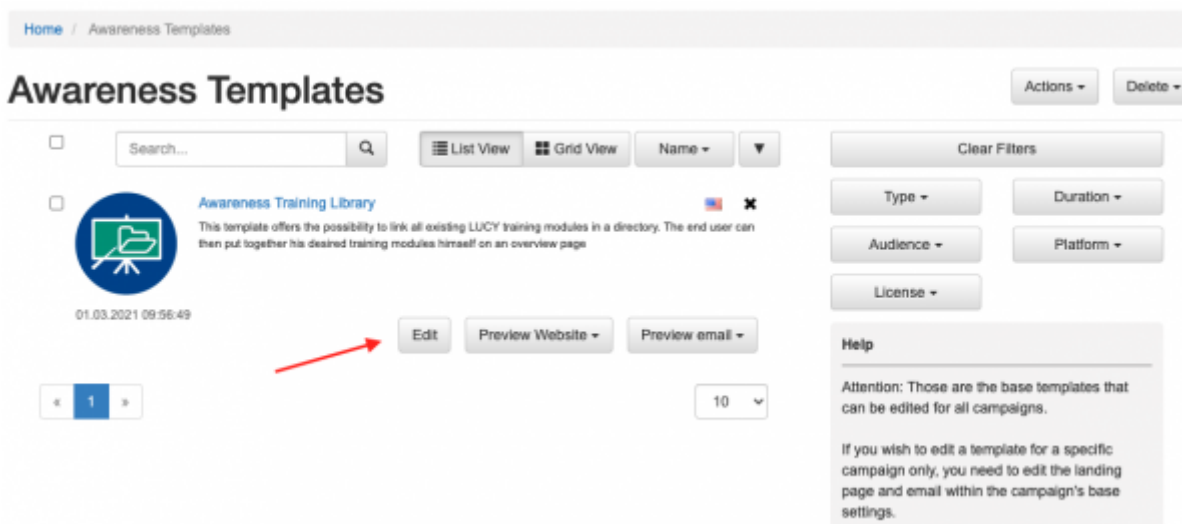 Home / Awareness Templates
Awareness Templates
Actions
Delete
Search...
List View
Grid View
Name
Clear Filters
Type
Duration
Audience
Platform
License
Awareness Training Library
This template offers the possibility to link all existing LUCY training modules in a directory. The end user can
then put together his desired training modules himself on an overview page
01.03.2021 09:56:49
Edit
Preview Website
Preview email
« 1 »
10
Help
Attention: Those are the base templates that
can be edited for all campaigns.
If you wish to edit a template for a specific
campaign only, you need to edit the landing
page and email within the campaign's base
settings.